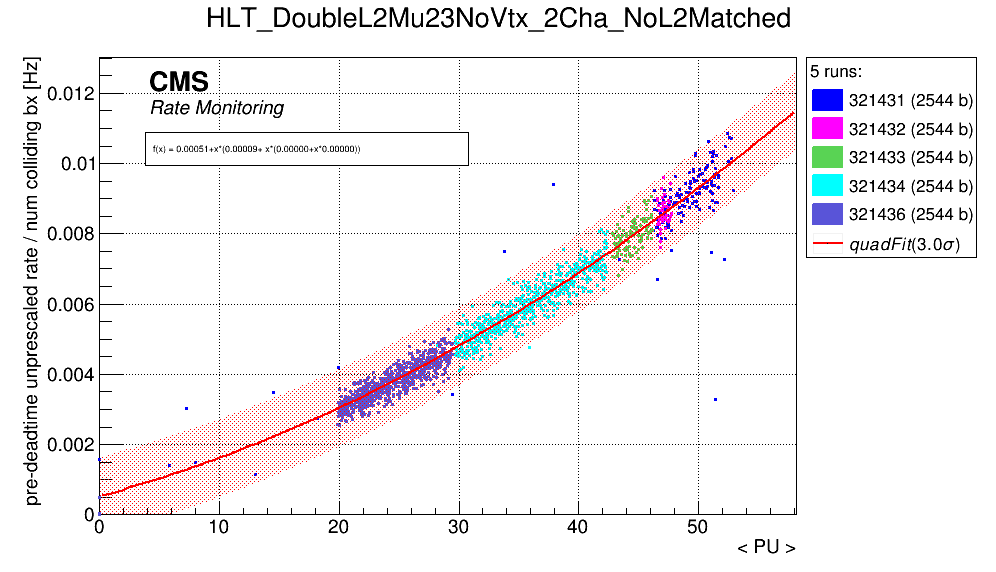 HLT_DoubleL2Mu23NoVtx_2Cha_NoL2Matched
pre-deadtime unprescaled rate / num colliding bx [Hz]
CMS
Rate Monitoring
f(x) = 0.00051+x*(0.00009+ x*(0.00000+x*0.00000))
0.012
0.01
0.008
0.006
0.004
0.002
0
0 10 20 30 40 50
< PU >
5 runs:
321431 (2544 b)
321432 (2544 b)
321433 (2544 b)
321434 (2544 b)
321436 (2544 b)
quadFit(3.0σ)